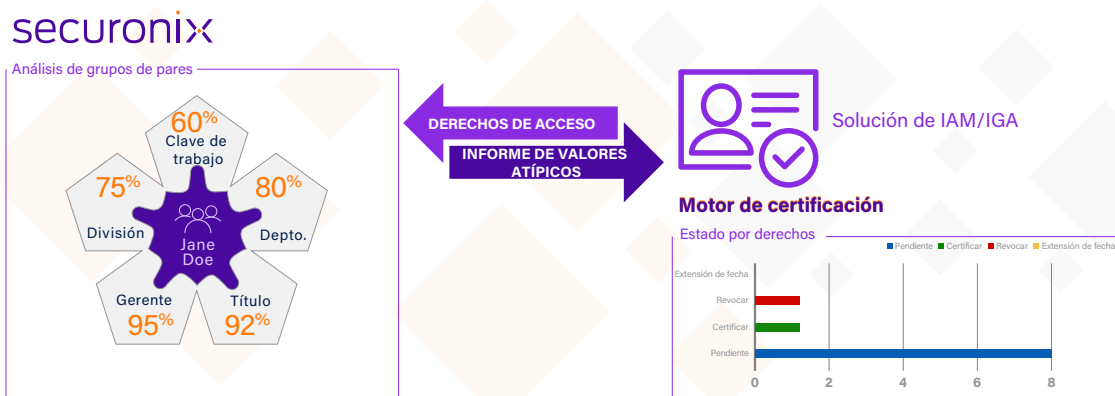 securonix
Análisis de grupos de pares
60%
Clave de
trabajo
75%
División
80%
Depto.
Jane
Doe
Gerente
95%
Título
92%
DERECHOS DE ACCESO
INFORME DE VALORES
ATÍPICOS
Solución de IAM/IGA
Motor de certificación
Estado por derechos
Pendiente Certificar Revocar Extensión de fecha
Extensión de fecha
Revocar
Certificar
Pendiente
0 2 4 6 8